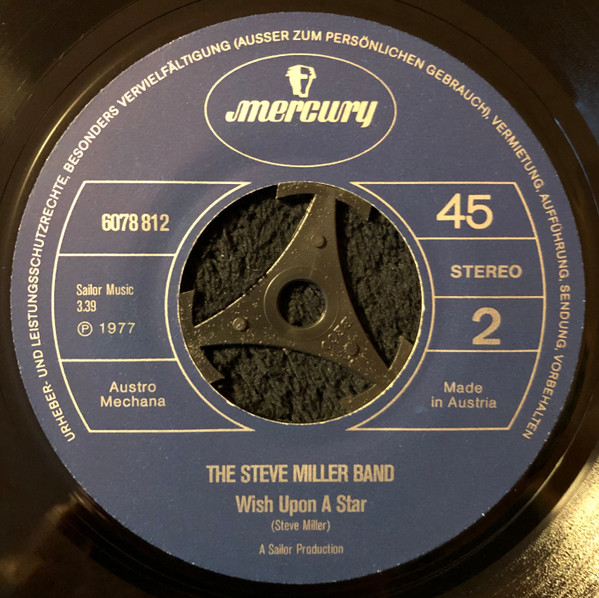 URHEBER- UND LEISTUNGSSCHUTZRECHTE, BESONDERS VERVIELFÄLTIGUNG (AUSSER ZUM PERSÖNLICHEN GEBRAUCH), VERMIETUNG, AUFFÜHRUNG, SENDUNG, VORBEHALTEN
mercury
6078 812
Sailor Music
3.39
Ⓟ 1977
Austro
Mechana
45
STEREO
2
Made
in Austria
THE STEVE MILLER BAND
Wish Upon A Star
(Steve Miller)
A Sailor Production